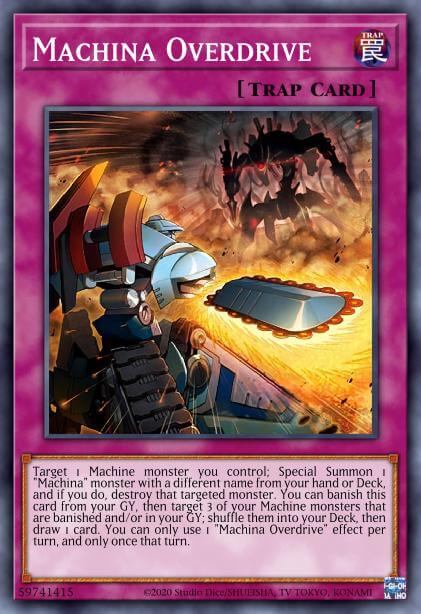 MACHINA OVERDRIVE
TRAP
罠
[TRAP CARD]
Target 1 Machine monster you control; Special Summon 1
"Machina" monster with a different name from your hand or Deck,
and if you do, destroy that targeted monster. You can banish this
card from your GY, then target 3 of your Machine monsters that
are banished and/or in your GY; shuffle them into your Deck, then
draw 1 card. You can only use 1 "Machina Overdrive" effect per
turn, and only once that turn.
59741415
©2020 Studio Dice/SHUEISHA, TV TOKYO, KONAMI